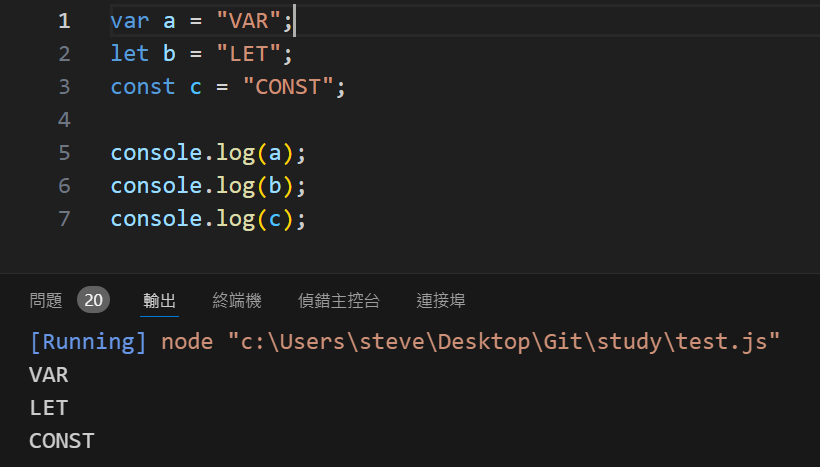 1 var a = "VAR";
2 let b = "LET";
3 const c = "CONST";
4
5 console.log(a);
6 console.log(b);
7 console.log(c);
問題 20 輸出 終端機 偵錯主控台 連接埠
[Running] node "c:\Users\steve\Desktop\Git\study\test.js"
VAR
LET
CONST